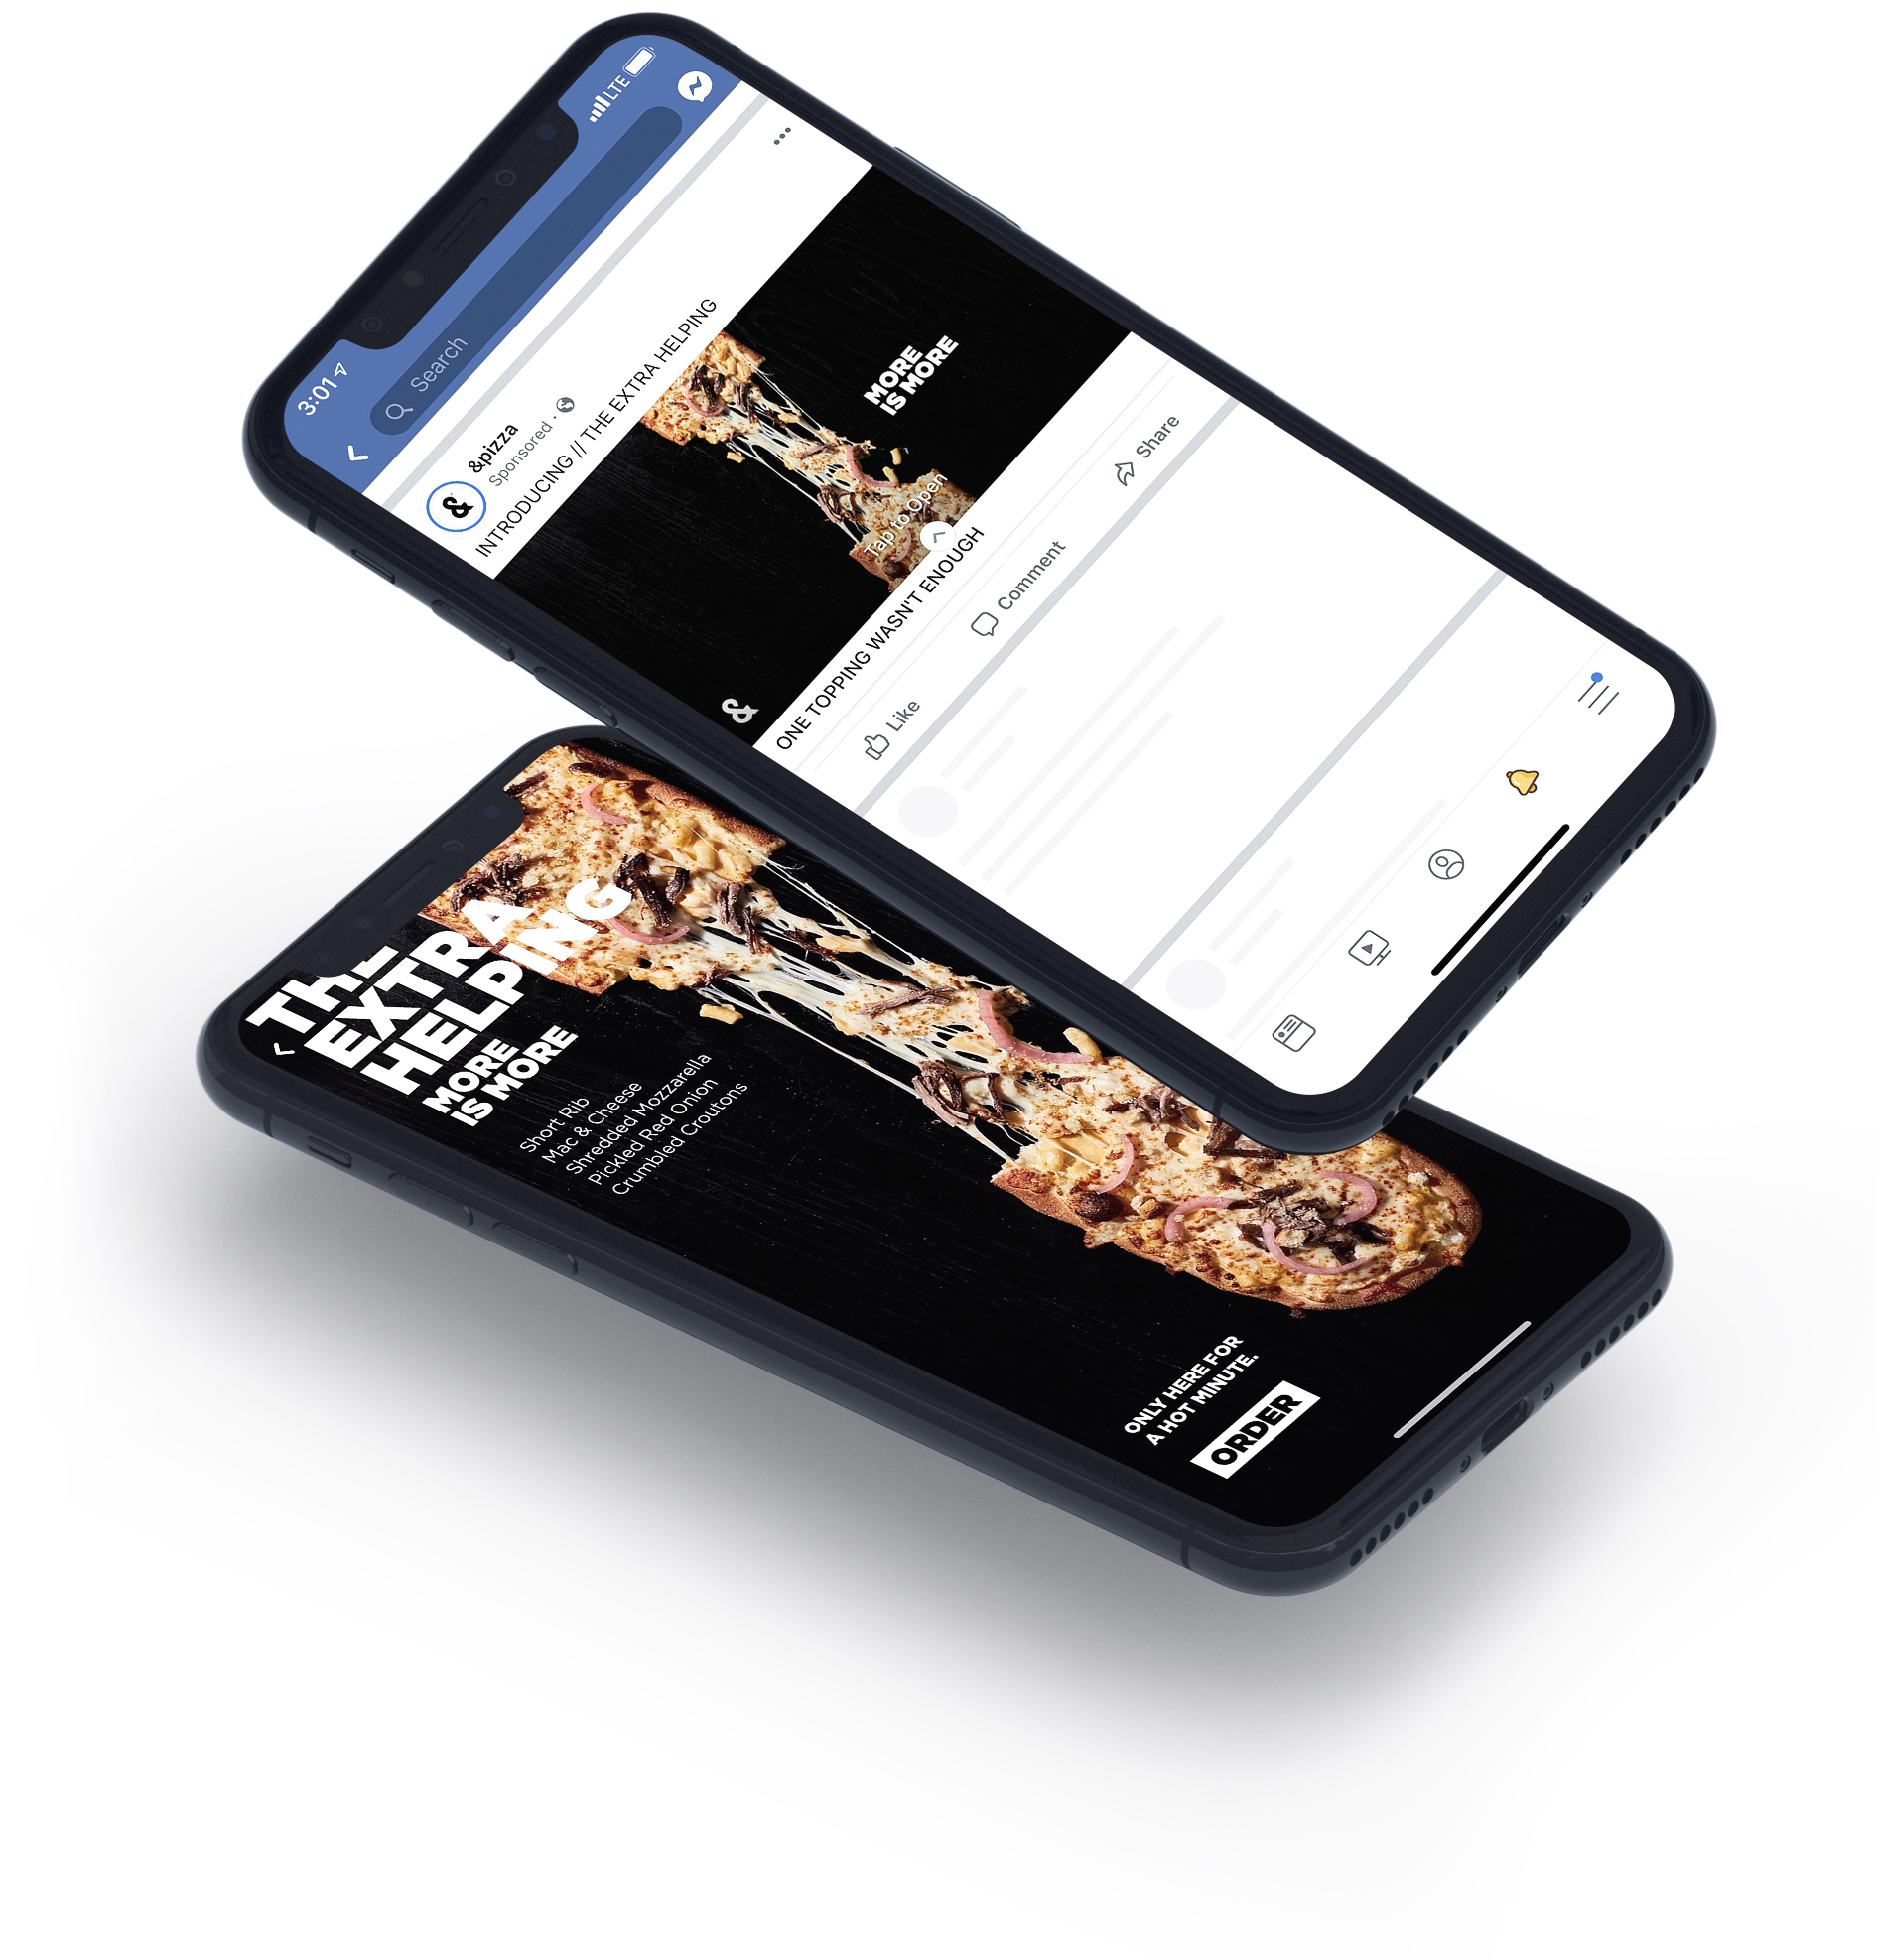 3:01
LTE
Search
&
&pizza
Sponsored ·
INTRODUCING // THE EXTRA HELPING
MORE
IS MORE
Tap to Open
&
ONE TOPPING WASN'T ENOUGH
Like
Comment
Share
THE
EXTRA
HELPING
MORE
IS MORE
Short Rib
Mac & Cheese
Shredded Mozzarella
Pickled Red Onion
Crumbled Croutons
ONLY HERE FOR
A HOT MINUTE.
ORDER